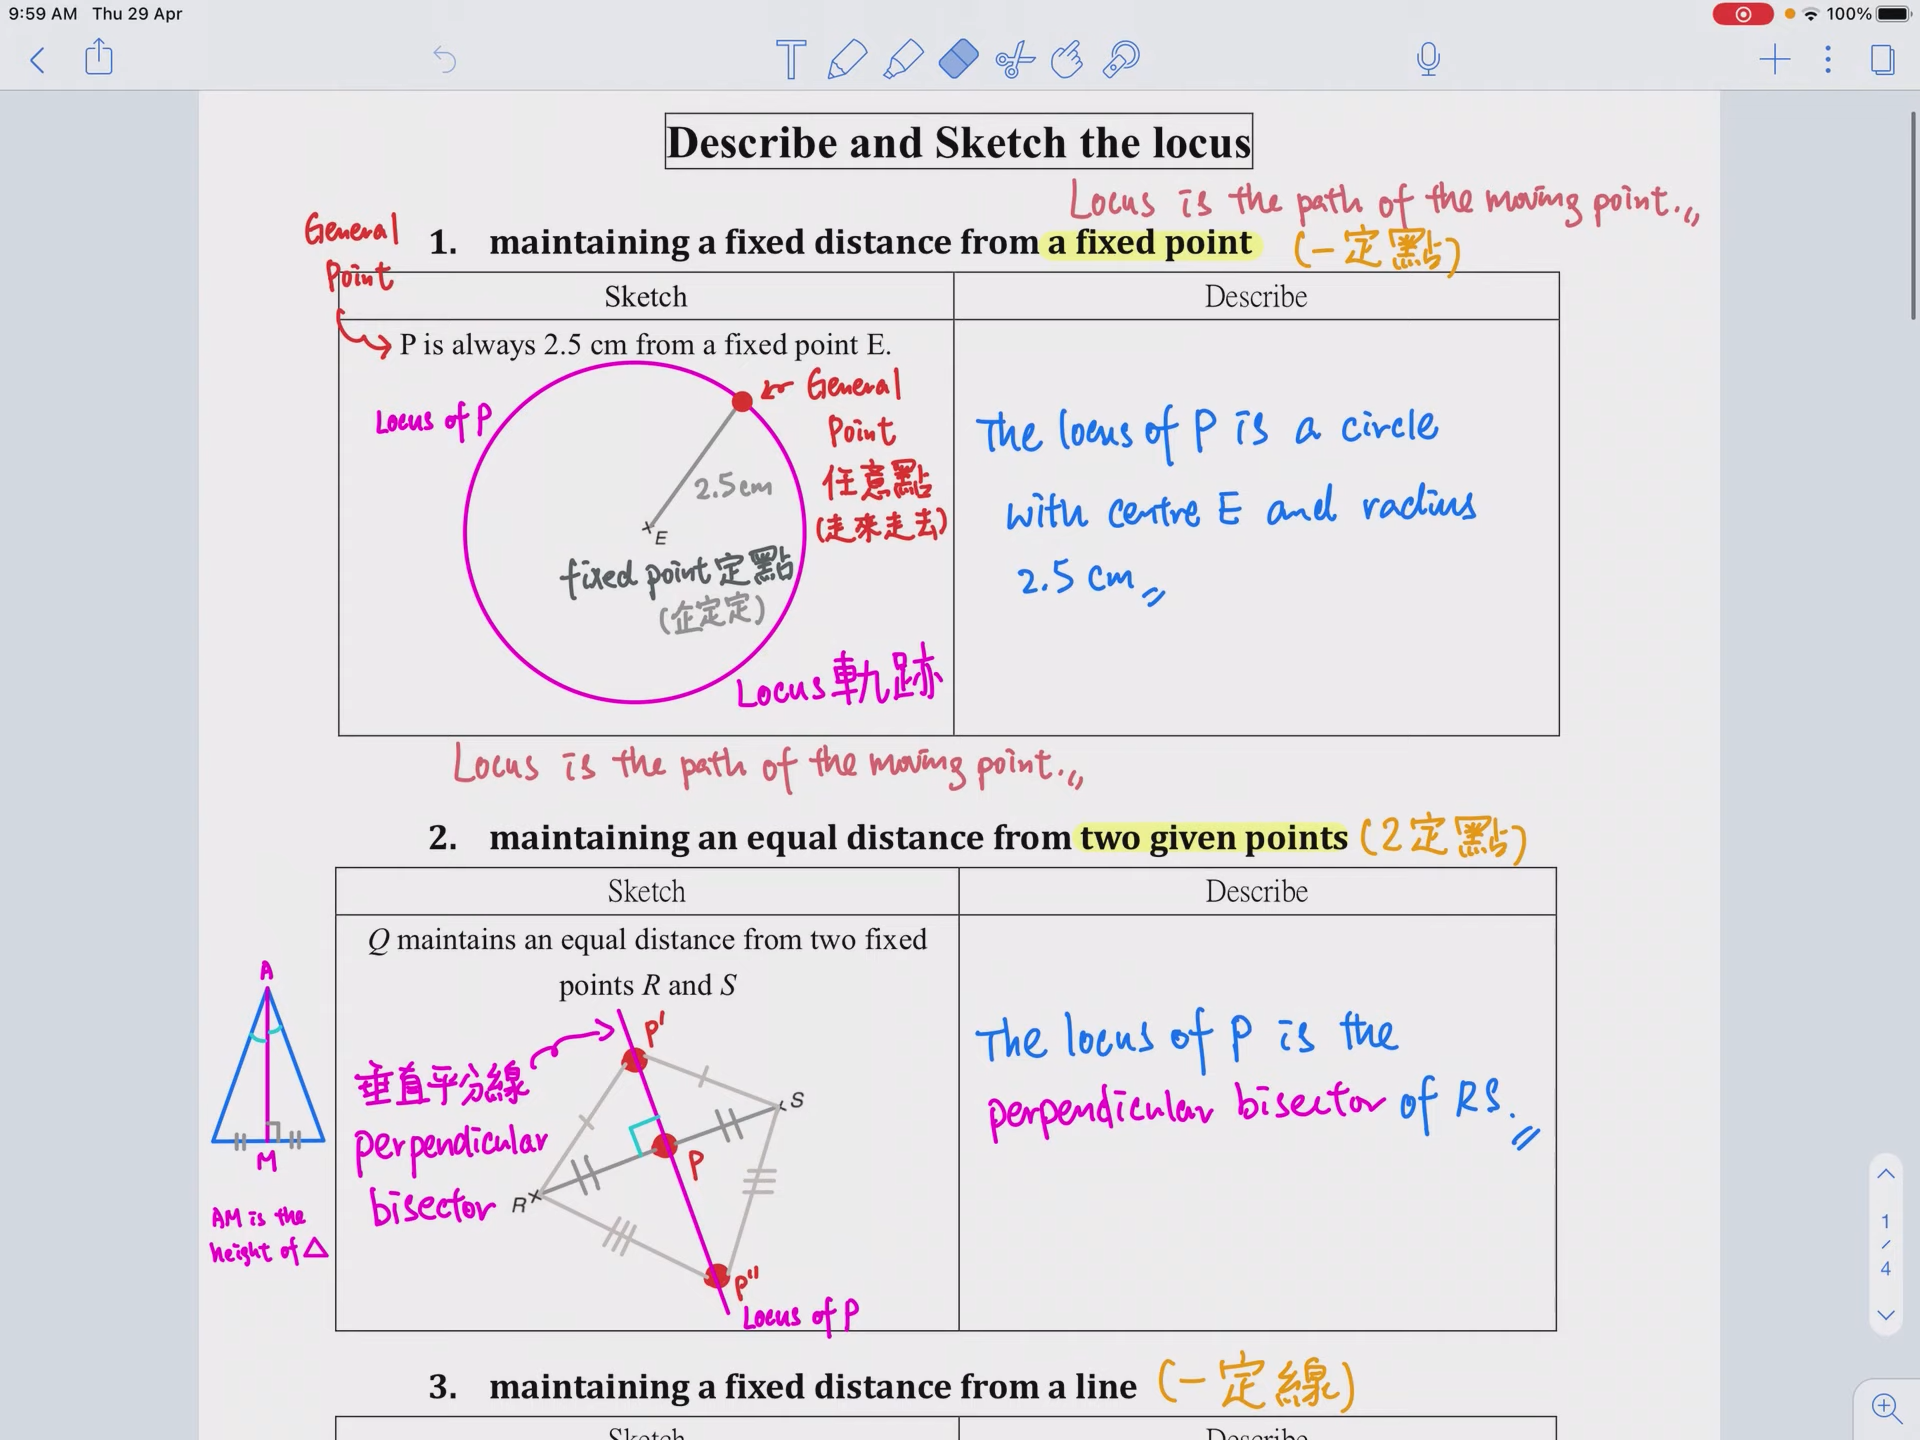 9:59 AM Thu 29 Apr
100%
Describe and Sketch the locus
Locus is the path of the moving point.
General
Point
1. maintaining a fixed distance from a fixed point (一定點)
Sketch
Describe
P is always 2.5 cm from a fixed point E.
Locus of P
General
Point
任意點
(走來走去)
2.5cm
E
fixed point 定點
(企定定)
Locus 軌跡
The locus of P is a circle
with centre E and radius
2.5 cm
Locus is the path of the moving point.
2. maintaining an equal distance from two given points (2定點)
Sketch
Describe
Q maintains an equal distance from two fixed
points R and S
A
M
AM is the
height of △
垂直平分線
perpendicular
bisector
P'
S
P
R
P''
Locus of P
The locus of P is the
perpendicular bisector of RS.
3. maintaining a fixed distance from a line (一定線)
Sketch
Describe
1
4